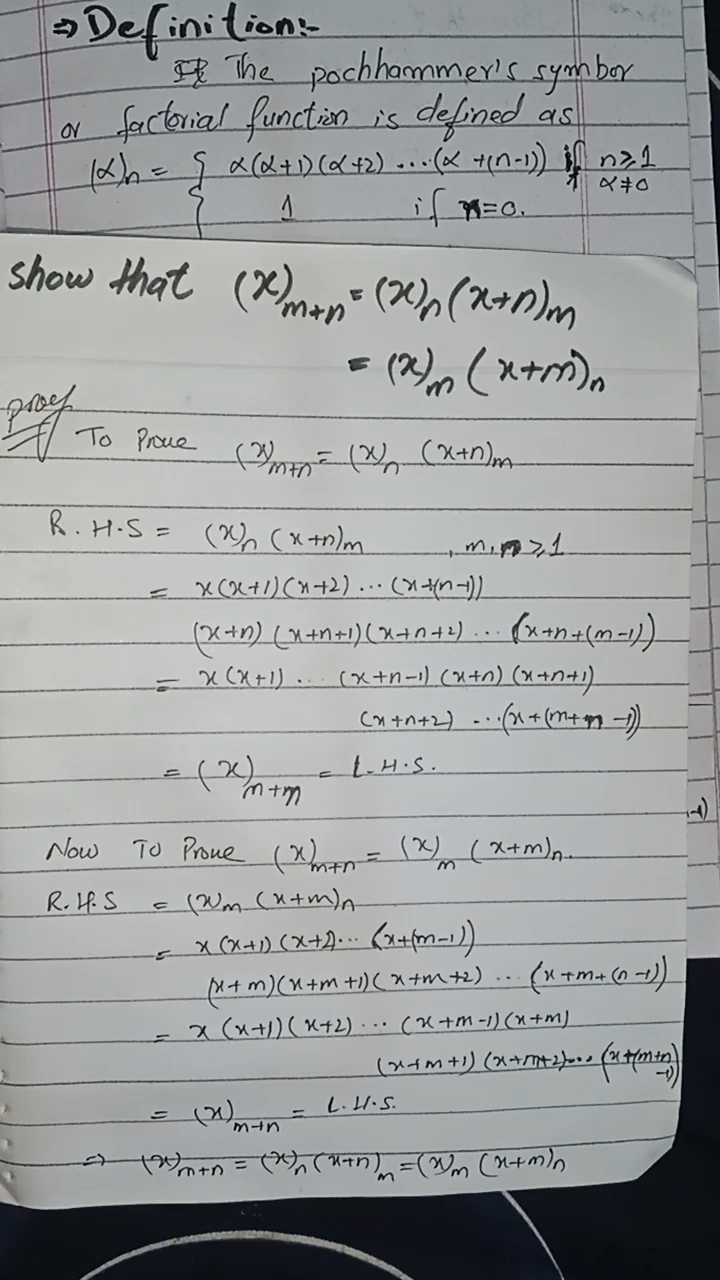 ⇒ Definition:-
The pochhammer's symbol
or factorial function is defined as
(α)n = { α(α+1)(α+2) ...(α+(n-1)) if n≥1
α≠0
1 if n=0.
show that (x)m+n = (x)n (x+n)m
= (x)m (x+m)n
proof
To Prove (x)m+n = (x)n (x+n)m
R.H.S = (x)n (x+n)m , m,n ≥1
= x(x+1)(x+2) ... (x+(n-1))
(x+n) (x+n+1)(x+n+2) ... (x+n+(m-1))
= x(x+1) ... (x+n-1) (x+n) (x+n+1)
(x+n+2) ...(x+(m+n-1))
= (x)m+n = L.H.S.
-1)
Now To Prove (x)m+n = (x)m (x+m)n.
R.H.S = (x)m (x+m)n
= x(x+1)(x+2)... (x+(m-1))
(x+m)(x+m+1)(x+m+2) ... (x+m+(n-1))
= x(x+1)(x+2) ... (x+m-1)(x+m)
(x+m+1)(x+m+2)... (x+(m+n)
-1)
= (x)m+n = L.H.S.
⇒ (x)m+n = (x)n (x+n)m = (x)m (x+m)n